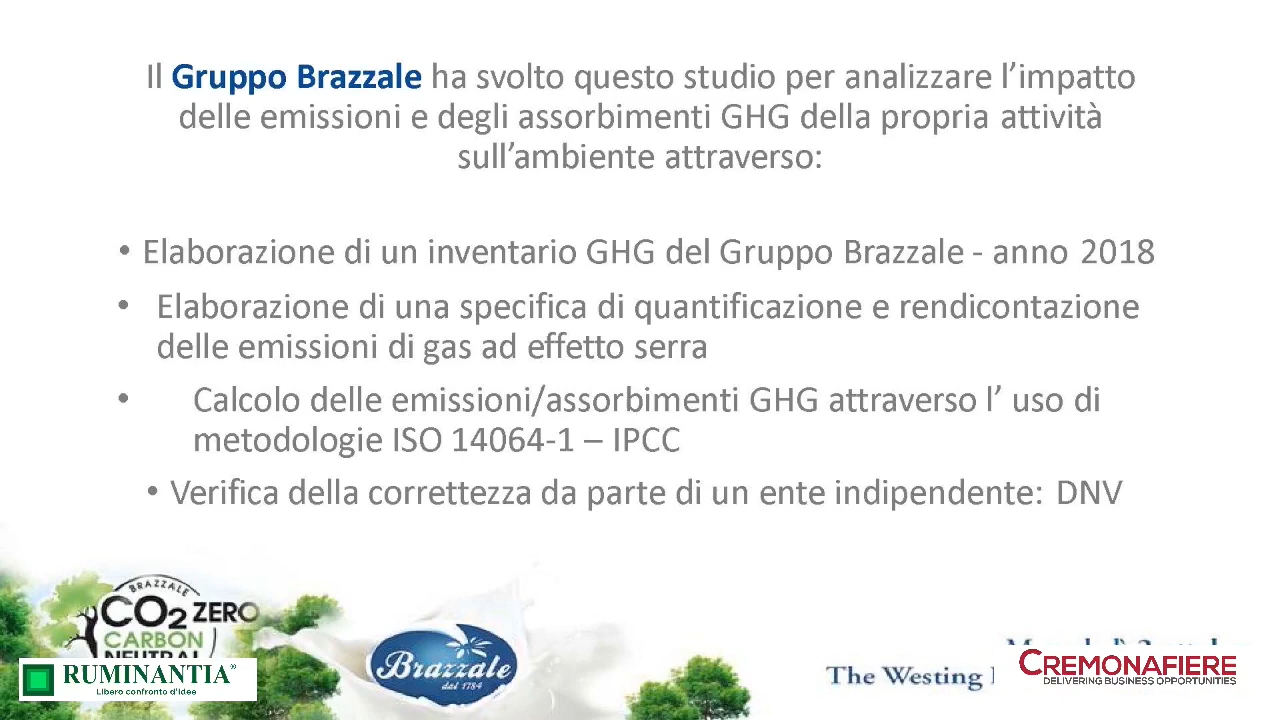 Il Gruppo Brazzale ha svolto questo studio per analizzare l’impatto
delle emissioni e degli assorbimenti GHG della propria attività
sull’ambiente attraverso:
• Elaborazione di un inventario GHG del Gruppo Brazzale - anno 2018
• Elaborazione di una specifica di quantificazione e rendicontazione
delle emissioni di gas ad effetto serra
• Calcolo delle emissioni/assorbimenti GHG attraverso l’ uso di
metodologie ISO 14064-1 – IPCC
• Verifica della correttezza da parte di un ente indipendente: DNV
BRAZZALE
CO2 ZERO
CARBON
NEUTRAL
RUMINANTIA®
Libero confronto d'Idee
Brazzale
dal 1784
The Westing
CREMONAFIERE
DELIVERING BUSINESS OPPORTUNITIES